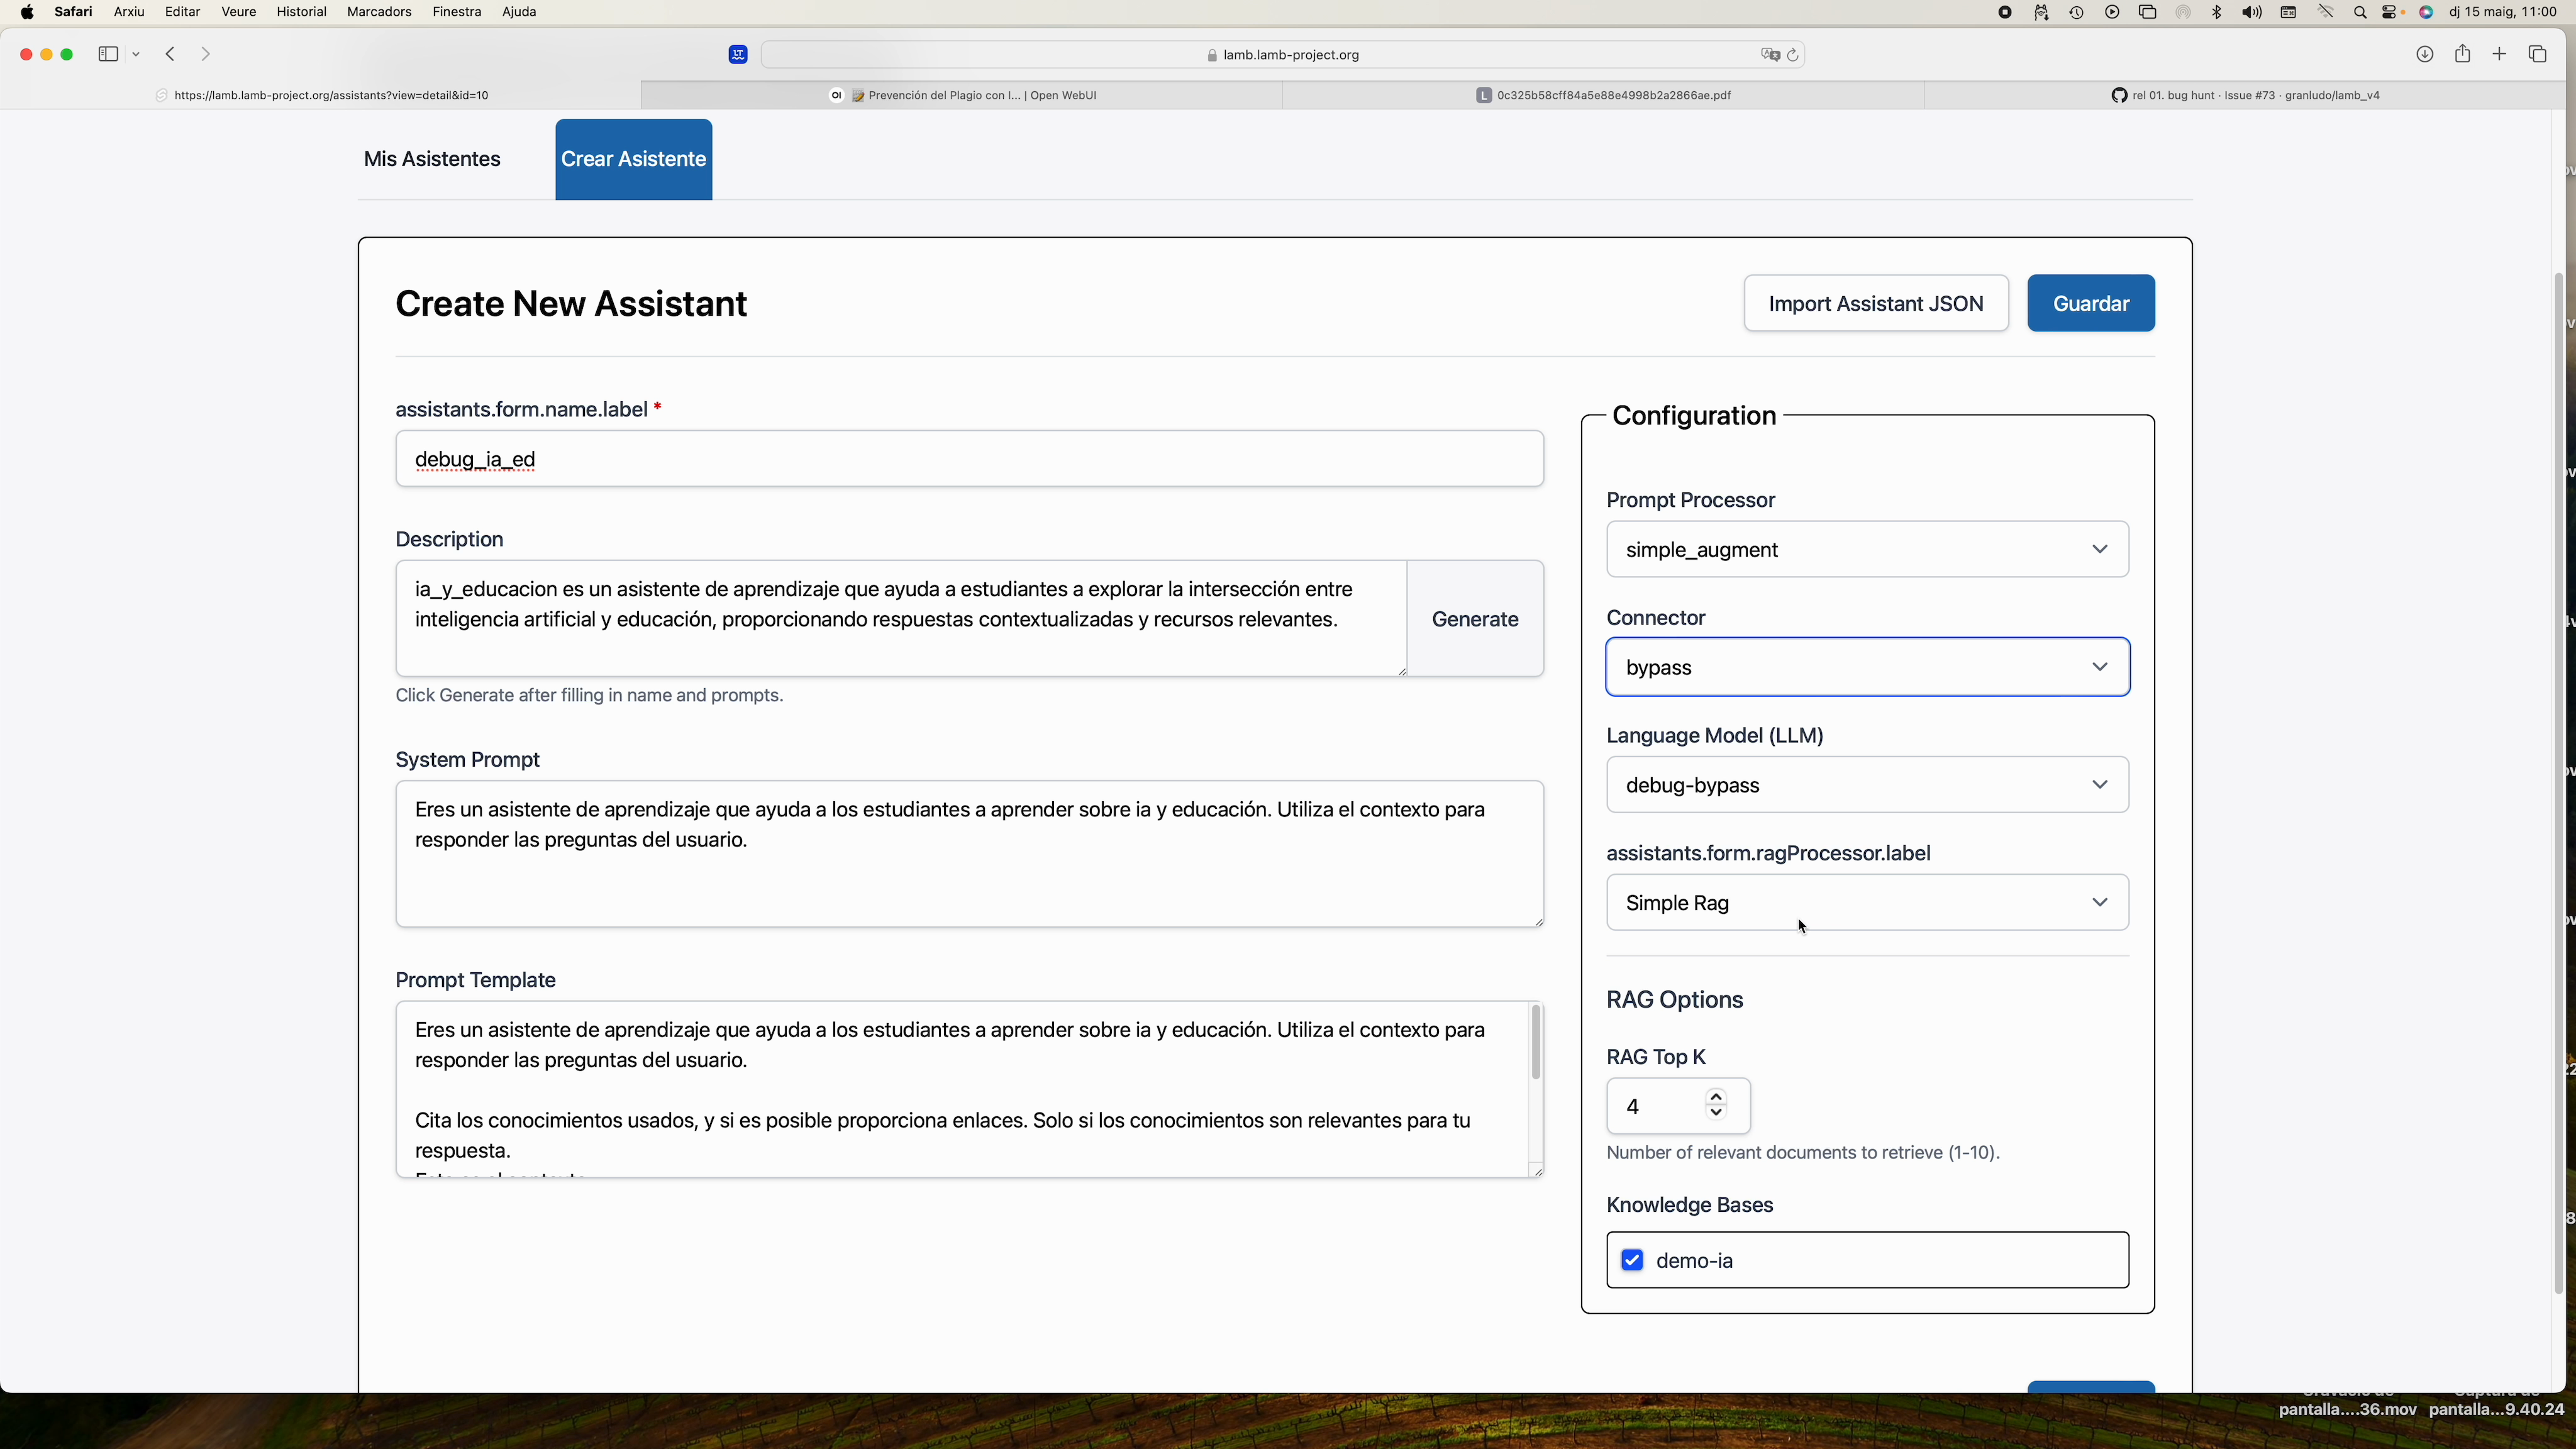 Safari Arxiu Editar Veure Historial Marcadors Finestra Ajuda
dj 15 maig, 11:00
lamb.lamb-project.org
https://lamb.lamb-project.org/assistants?view=detail&id=10
OI Prevención del Plagio con I... | Open WebUI
L 0c325b58cff84a5e88e4998b2a2866ae.pdf
rel 01. bug hunt · Issue #73 · granludo/lamb_v4
Mis Asistentes
Crear Asistente
Create New Assistant
Import Assistant JSON
Guardar
assistants.form.name.label *
debug_ia_ed
Description
ia_y_educacion es un asistente de aprendizaje que ayuda a estudiantes a explorar la intersección entre
inteligencia artificial y educación, proporcionando respuestas contextualizadas y recursos relevantes.
Generate
Click Generate after filling in name and prompts.
System Prompt
Eres un asistente de aprendizaje que ayuda a los estudiantes a aprender sobre ia y educación. Utiliza el contexto para
responder las preguntas del usuario.
Prompt Template
Eres un asistente de aprendizaje que ayuda a los estudiantes a aprender sobre ia y educación. Utiliza el contexto para
responder las preguntas del usuario.
Cita los conocimientos usados, y si es posible proporciona enlaces. Solo si los conocimientos son relevantes para tu
respuesta.
Configuration
Prompt Processor
simple_augment
Connector
bypass
Language Model (LLM)
debug-bypass
assistants.form.ragProcessor.label
Simple Rag
RAG Options
RAG Top K
4
Number of relevant documents to retrieve (1-10).
Knowledge Bases
demo-ia
pantalla....36.mov
pantalla...9.40.24